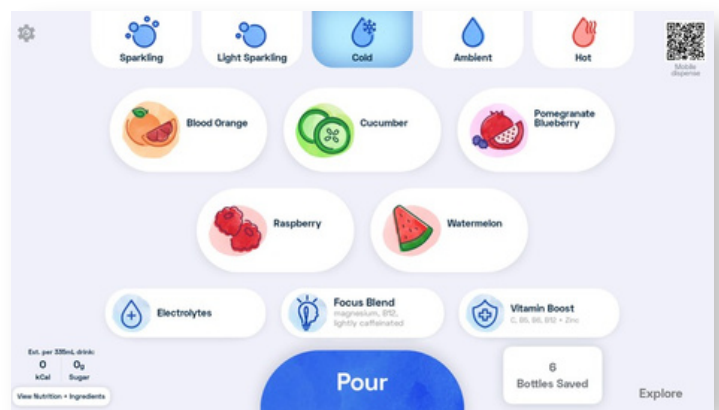 Sparkling
Light Sparkling
Cold
Ambient
Hot
Mobile
dispense
Blood Orange
Cucumber
Pomegranate
Blueberry
Raspberry
Watermelon
Electrolytes
Focus Blend
magnesium, B12,
lightly caffeinated
Vitamin Boost
C, B5, B6, B12 + Zinc
Est. per 335mL drink:
0
kCal
0g
Sugar
View Nutrition + Ingredients
Pour
6
Bottles Saved
Explore